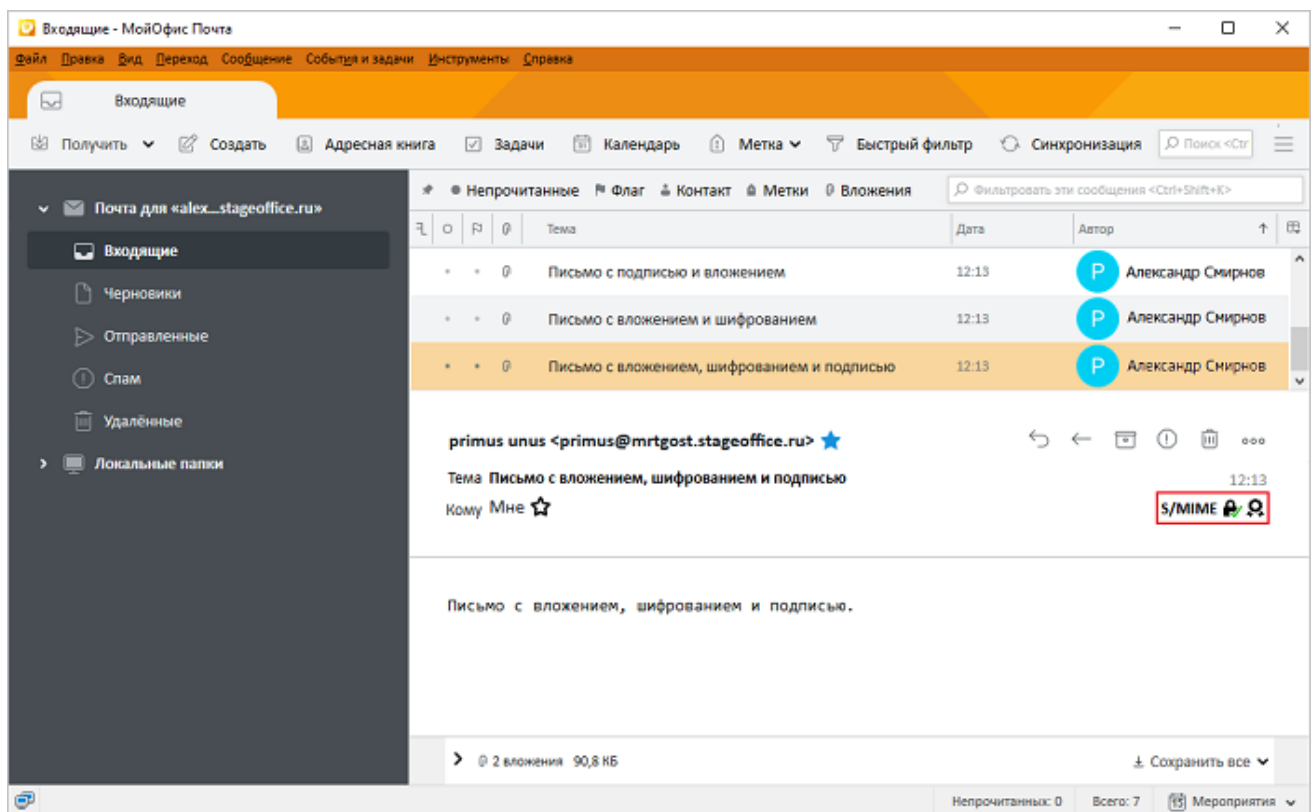 Входящие - МойОфис Почта
Файл Правка Вид Переход Сообщение События и задачи Инструменты Справка
Входящие
Получить Создать Адресная книга Задачи Календарь Метка Быстрый фильтр Синхронизация Поиск <Ctr
Непрочитанные Флаг Контакт Метки Вложения Фильтровать эти сообщения <Ctrl+Shift+K>
Почта для «alex...stageoffice.ru»
Входящие
Черновики
Отправленные
Спам
Удалённые
Локальные папки
Тема Дата Автор
Письмо с подписью и вложением 12:13 P Александр Смирнов
Письмо с вложением и шифрованием 12:13 P Александр Смирнов
Письмо с вложением, шифрованием и подписью 12:13 P Александр Смирнов
primus unus <primus@mrtgost.stageoffice.ru>
Тема Письмо с вложением, шифрованием и подписью 12:13
Кому Мне S/MIME
Письмо с вложением, шифрованием и подписью.
2 вложения 90,8 КБ Сохранить все
Непрочитанных: 0 Всего: 7 15 Мероприятия